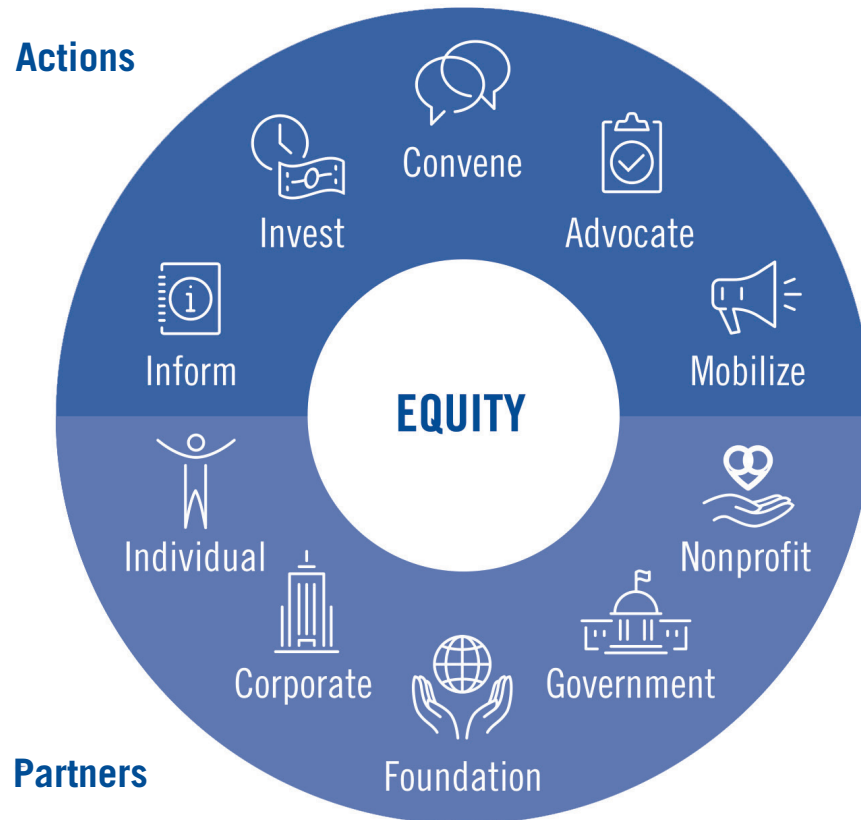 Actions
Convene
Invest
Advocate
Inform
Mobilize
EQUITY
Individual
Nonprofit
Corporate
Government
Foundation
Partners